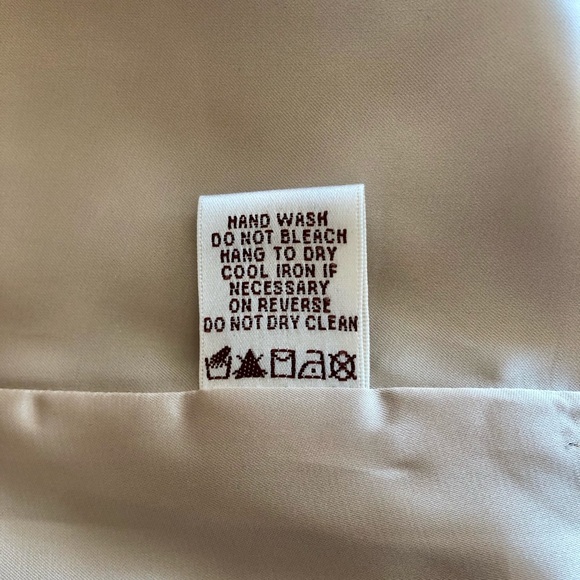 HAND WASH
DO NOT BLEACH
HANG TO DRY
COOL IRON IF
NECESSARY
ON REVERSE
DO NOT DRY CLEAN